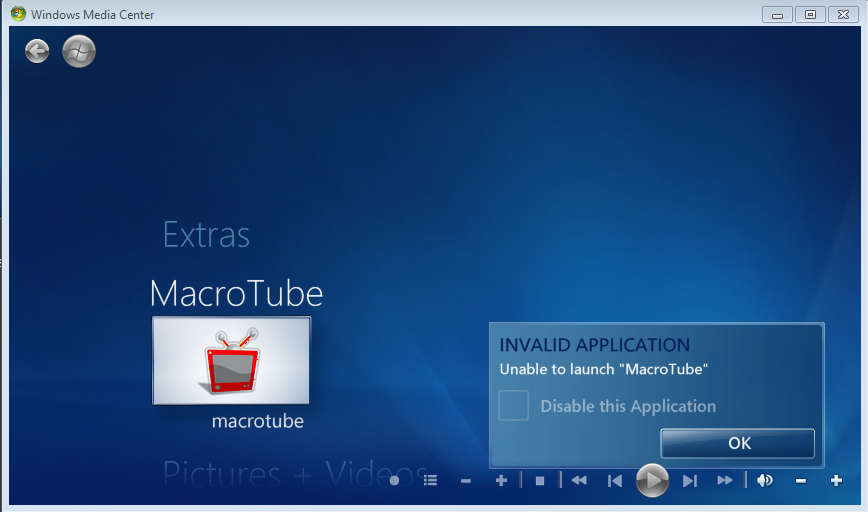 Windows Media Center
Extras
MacroTube
macrotube
INVALID APPLICATION
Unable to launch "MacroTube"
Disable this Application
OK
Pictures + Videos